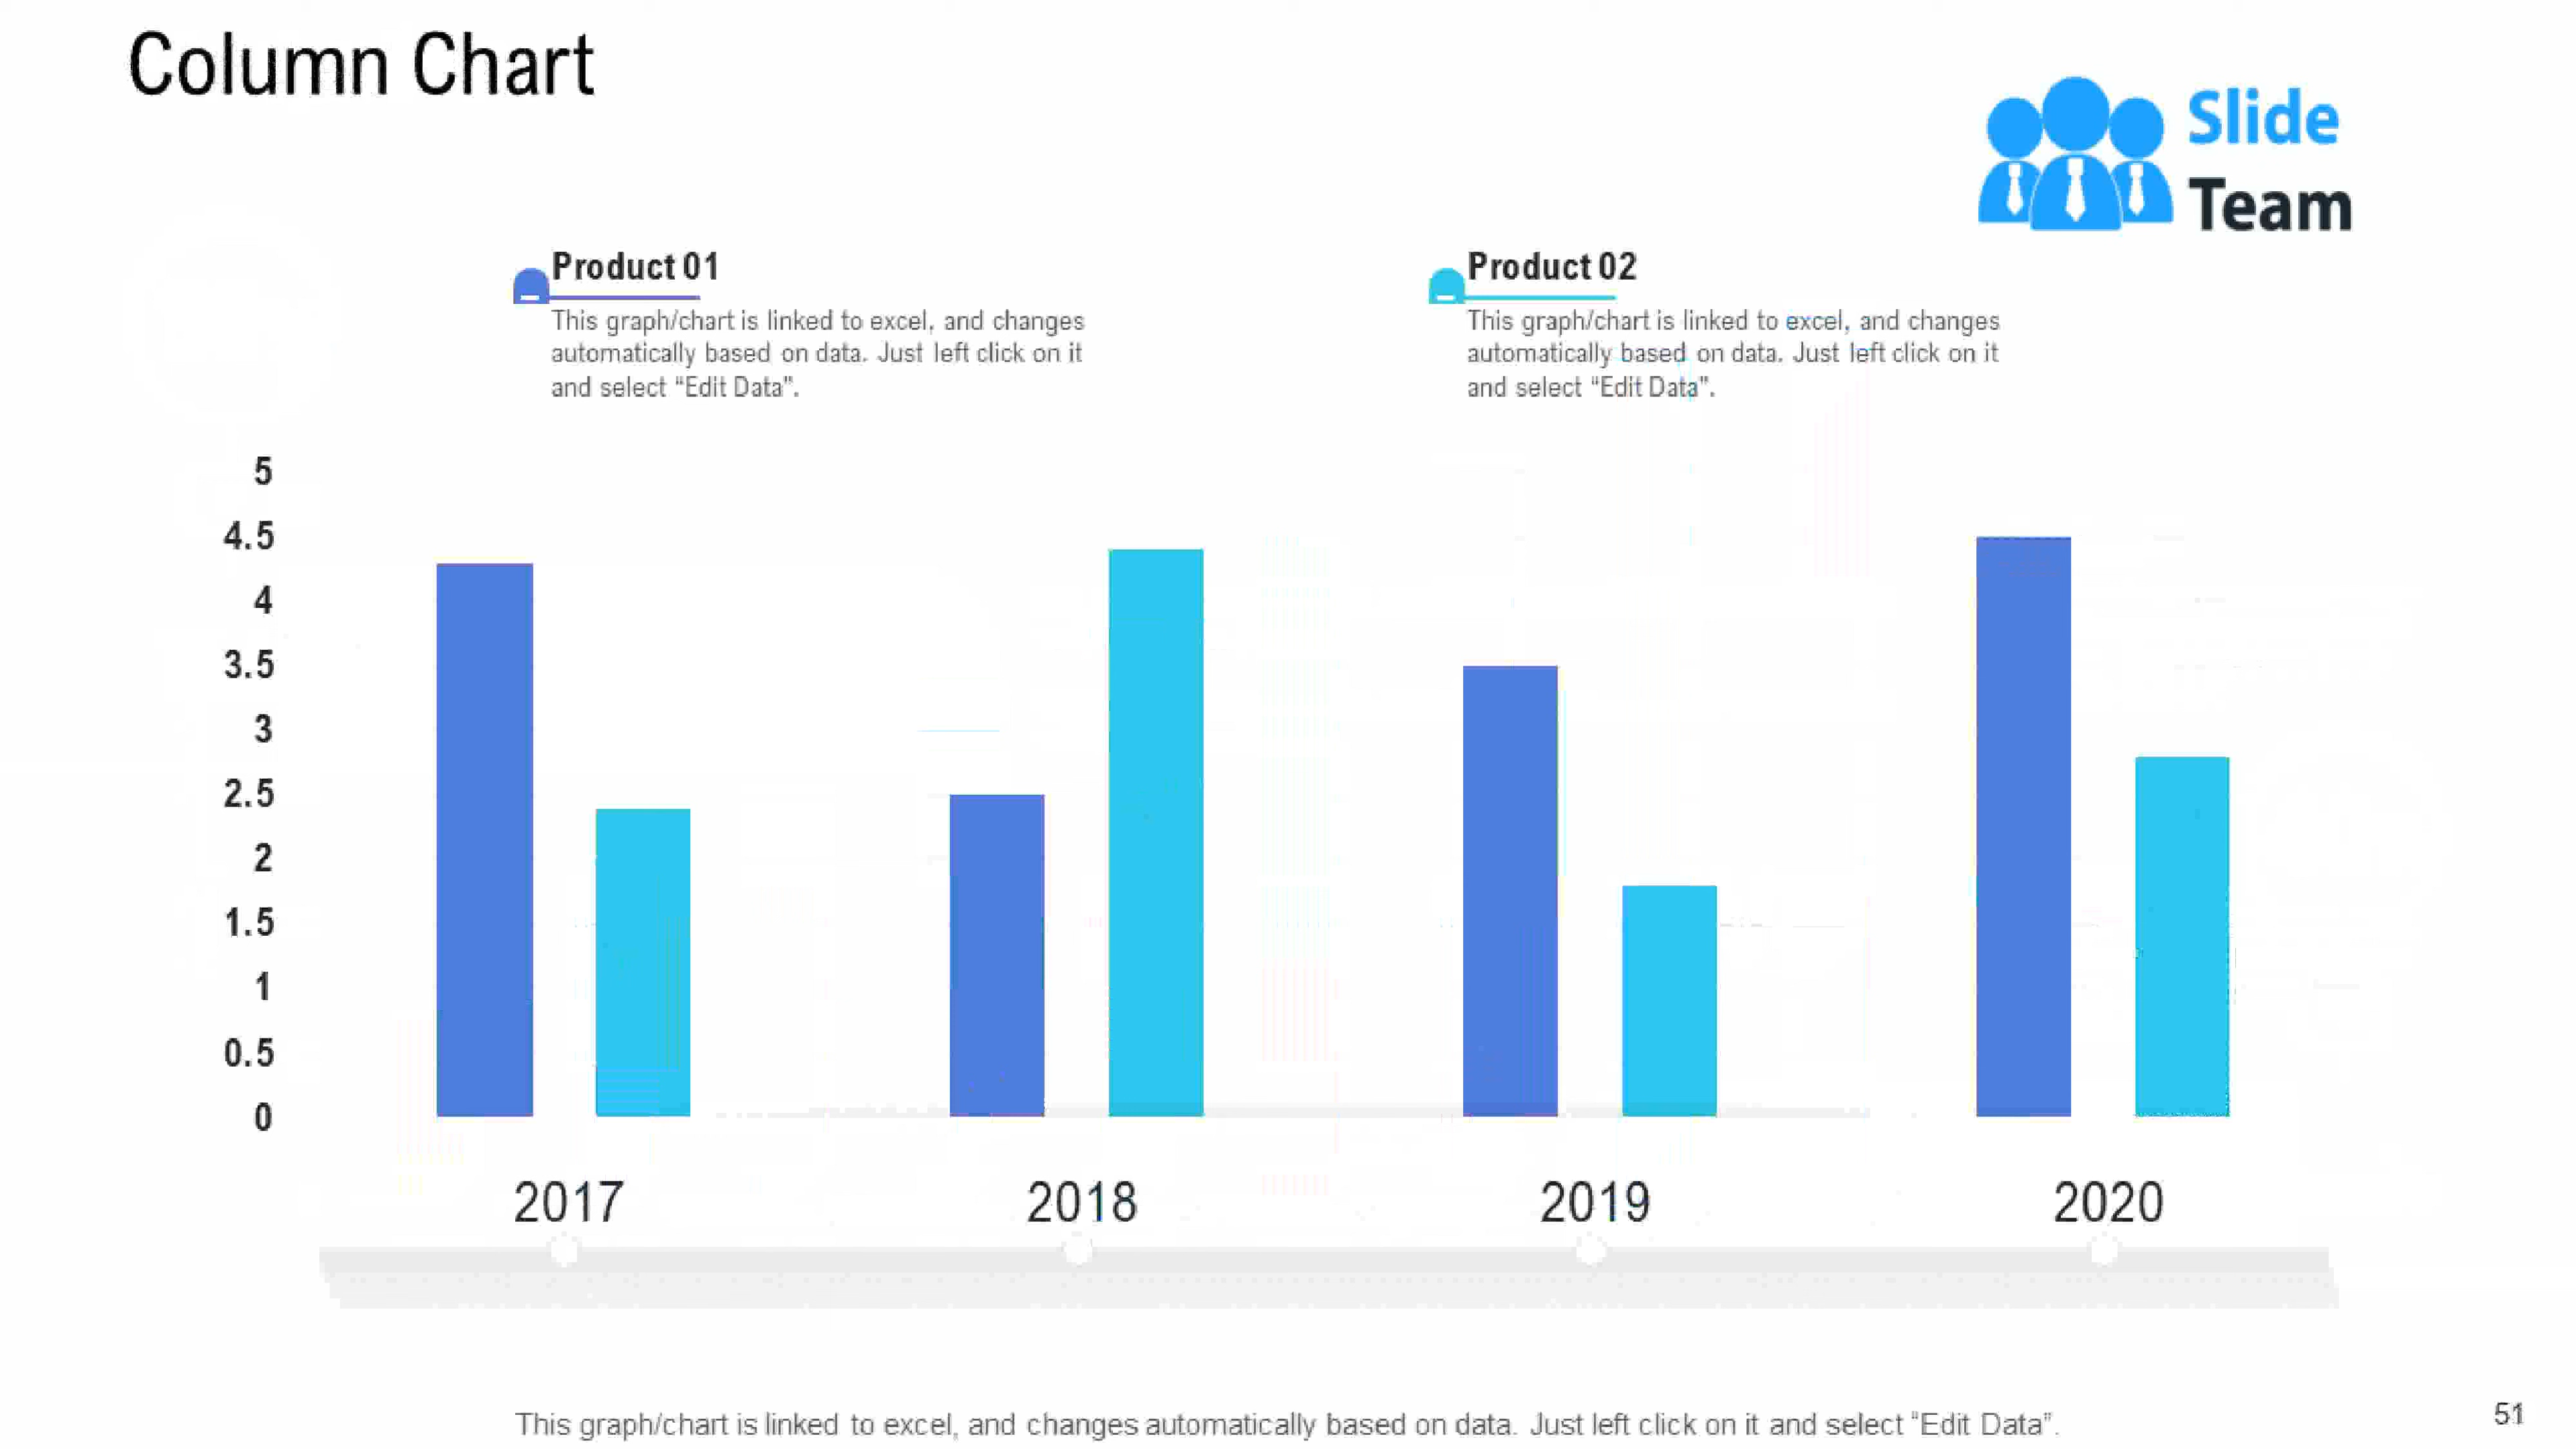 Column Chart
Slide
Team
Product 01
This graph/chart is linked to excel, and changes
automatically based on data. Just left click on it
and select “Edit Data”.
Product 02
This graph/chart is linked to excel, and changes
automatically based on data. Just left click on it
and select “Edit Data”.
5
4.5
4
3.5
3
2.5
2
1.5
1
0.5
0
2017 2018 2019 2020
This graph/chart is linked to excel, and changes automatically based on data. Just left click on it and select “Edit Data”.
51